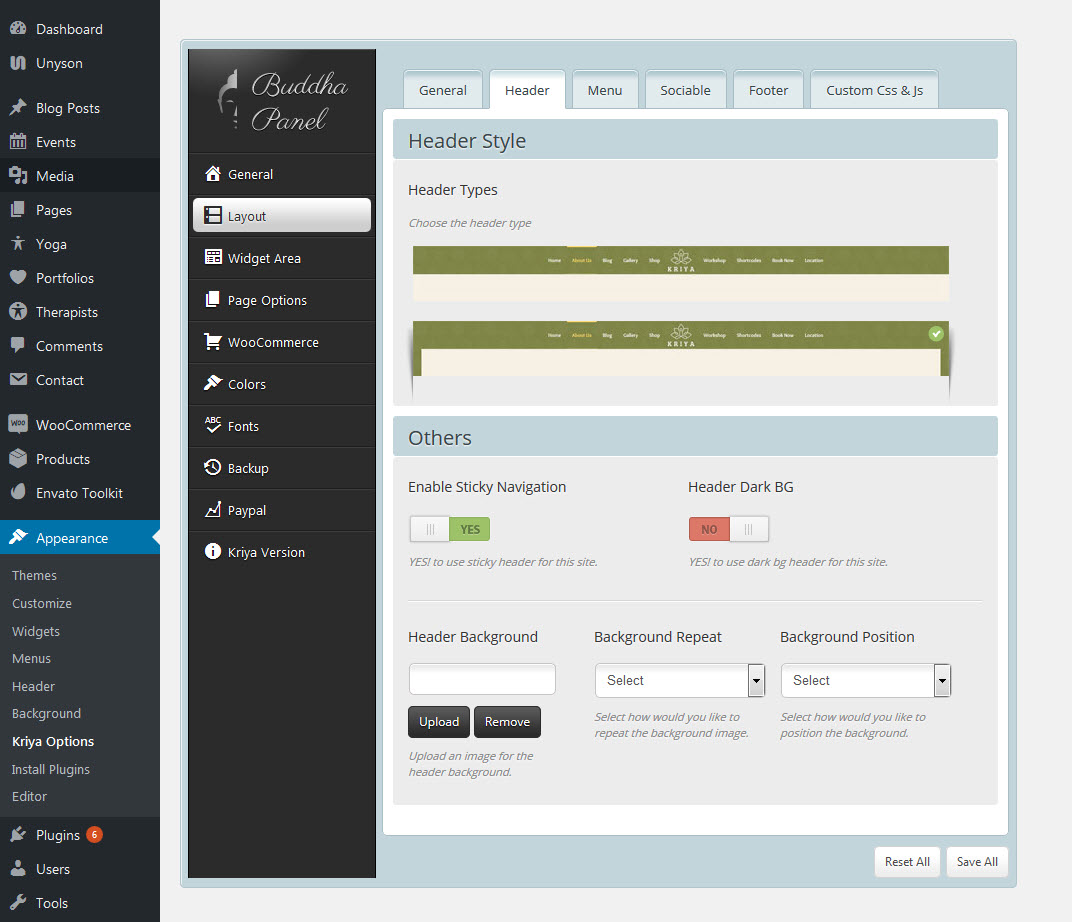 Dashboard
Unyson
Blog Posts
Events
Media
Pages
Yoga
Portfolios
Therapists
Comments
Contact
WOO WooCommerce
Products
Envato Toolkit
Appearance
Themes
Customize
Widgets
Menus
Header
Background
Kriya Options
Install Plugins
Editor
Plugins 6
Users
Tools
Buddha
Panel
General
Layout
Widget Area
Page Options
WooCommerce
Colors
ABC
Fonts
Backup
Paypal
Kriya Version
General Header Menu Sociable Footer Custom Css & Js
Header Style
Header Types
Choose the header type
Home About Us Blog Gallery Shop KRIYA Workshop Shortcodes Book Now Location
Home About Us Blog Gallery Shop KRIYA Workshop Shortcodes Book Now Location
Others
Enable Sticky Navigation Header Dark BG
YES NO
YES! to use sticky header for this site. YES! to use dark bg header for this site.
Header Background Background Repeat Background Position
Select Select
Upload Remove
Select how would you like to Select how would you like to
repeat the background image. position the background.
Upload an image for the
header background.
Reset All Save All